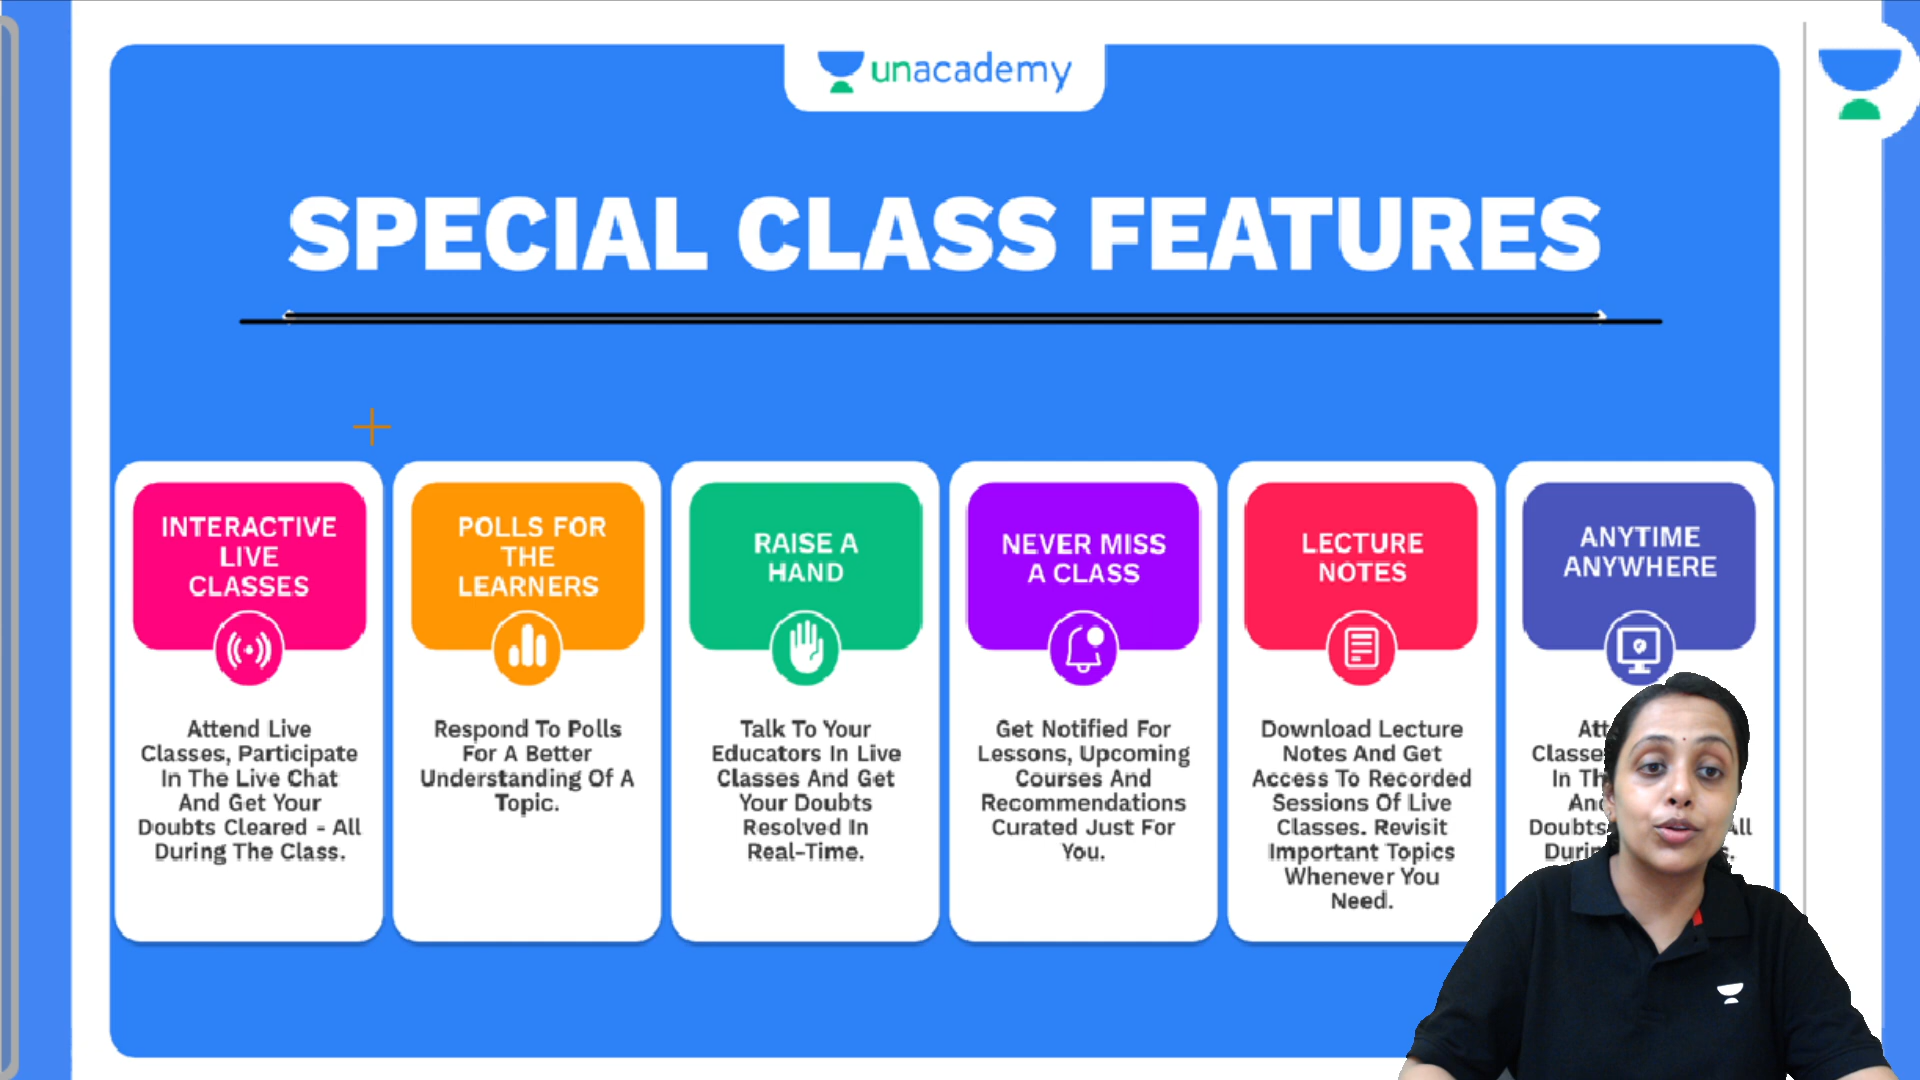 unacademy
SPECIAL CLASS FEATURES
INTERACTIVE
LIVE
CLASSES
Attend Live
Classes, Participate
In The Live Chat
And Get Your
Doubts Cleared - All
During The Class.
POLLS FOR
THE
LEARNERS
Respond To Polls
For A Better
Understanding Of A
Topic.
RAISE A
HAND
Talk To Your
Educators In Live
Classes And Get
Your Doubts
Resolved In
Real-Time.
NEVER MISS
A CLASS
Get Notified For
Lessons, Upcoming
Courses And
Recommendations
Curated Just For
You.
LECTURE
NOTES
Download Lecture
Notes And Get
Access To Recorded
Sessions Of Live
Classes. Revisit
Important Topics
Whenever You
Need.
ANYTIME
ANYWHERE
In
Doubts